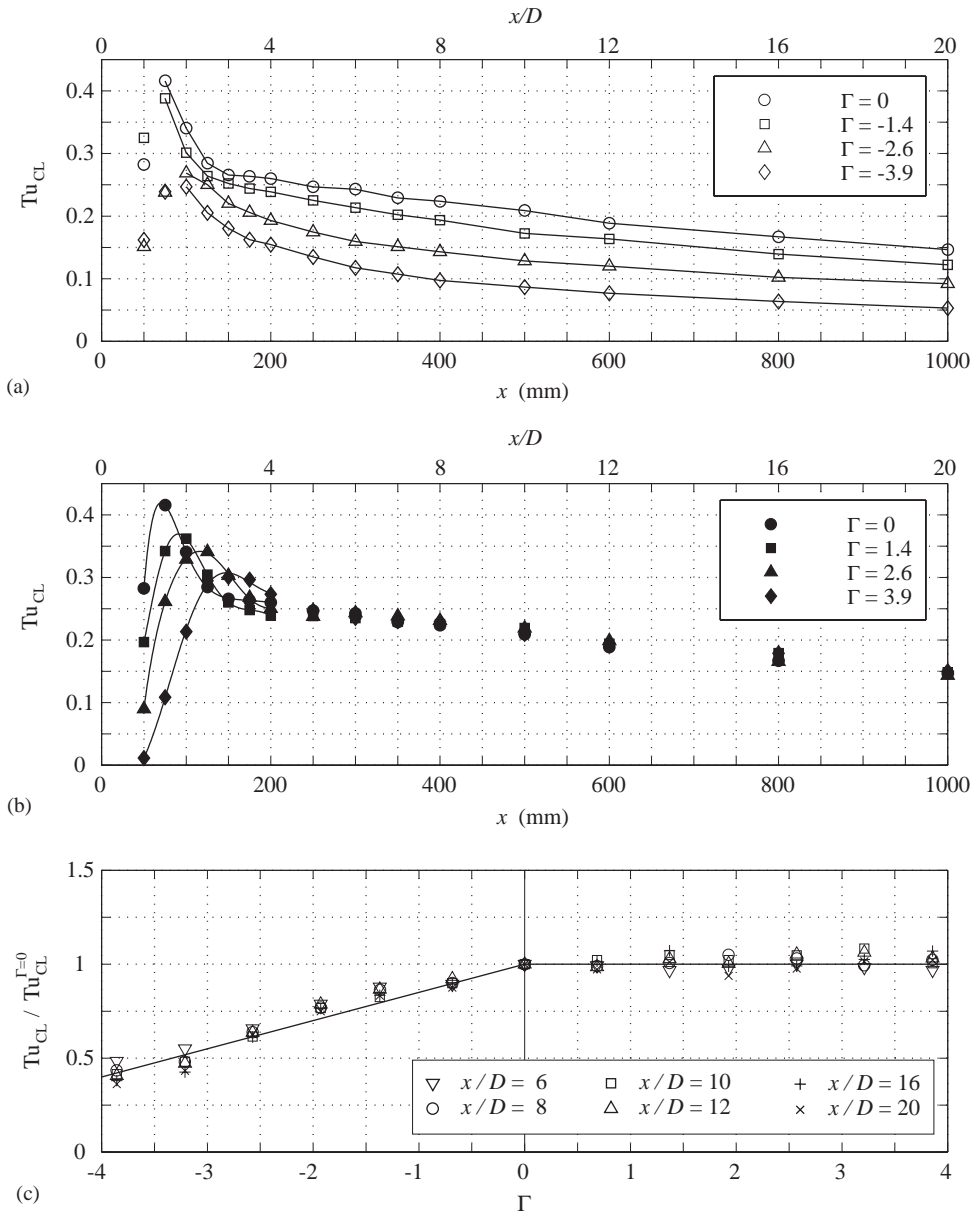 x/D
0 4 8 12 16 20
0.4
0.3
0.2
0.1
0
Tu_CL
Γ = 0
Γ = -1.4
Γ = -2.6
Γ = -3.9
0 200 400 600 800 1000
x (mm)
(a)
x/D
0 4 8 12 16 20
0.4
0.3
0.2
0.1
0
Tu_CL
Γ = 0
Γ = 1.4
Γ = 2.6
Γ = 3.9
0 200 400 600 800 1000
x (mm)
(b)
1.5
1
0.5
0
Tu_CL / Tu_CL^Γ=0
x / D = 6 x / D = 10 x / D = 16
x / D = 8 x / D = 12 x / D = 20
-4 -3 -2 -1 0 1 2 3 4
Γ
(c)